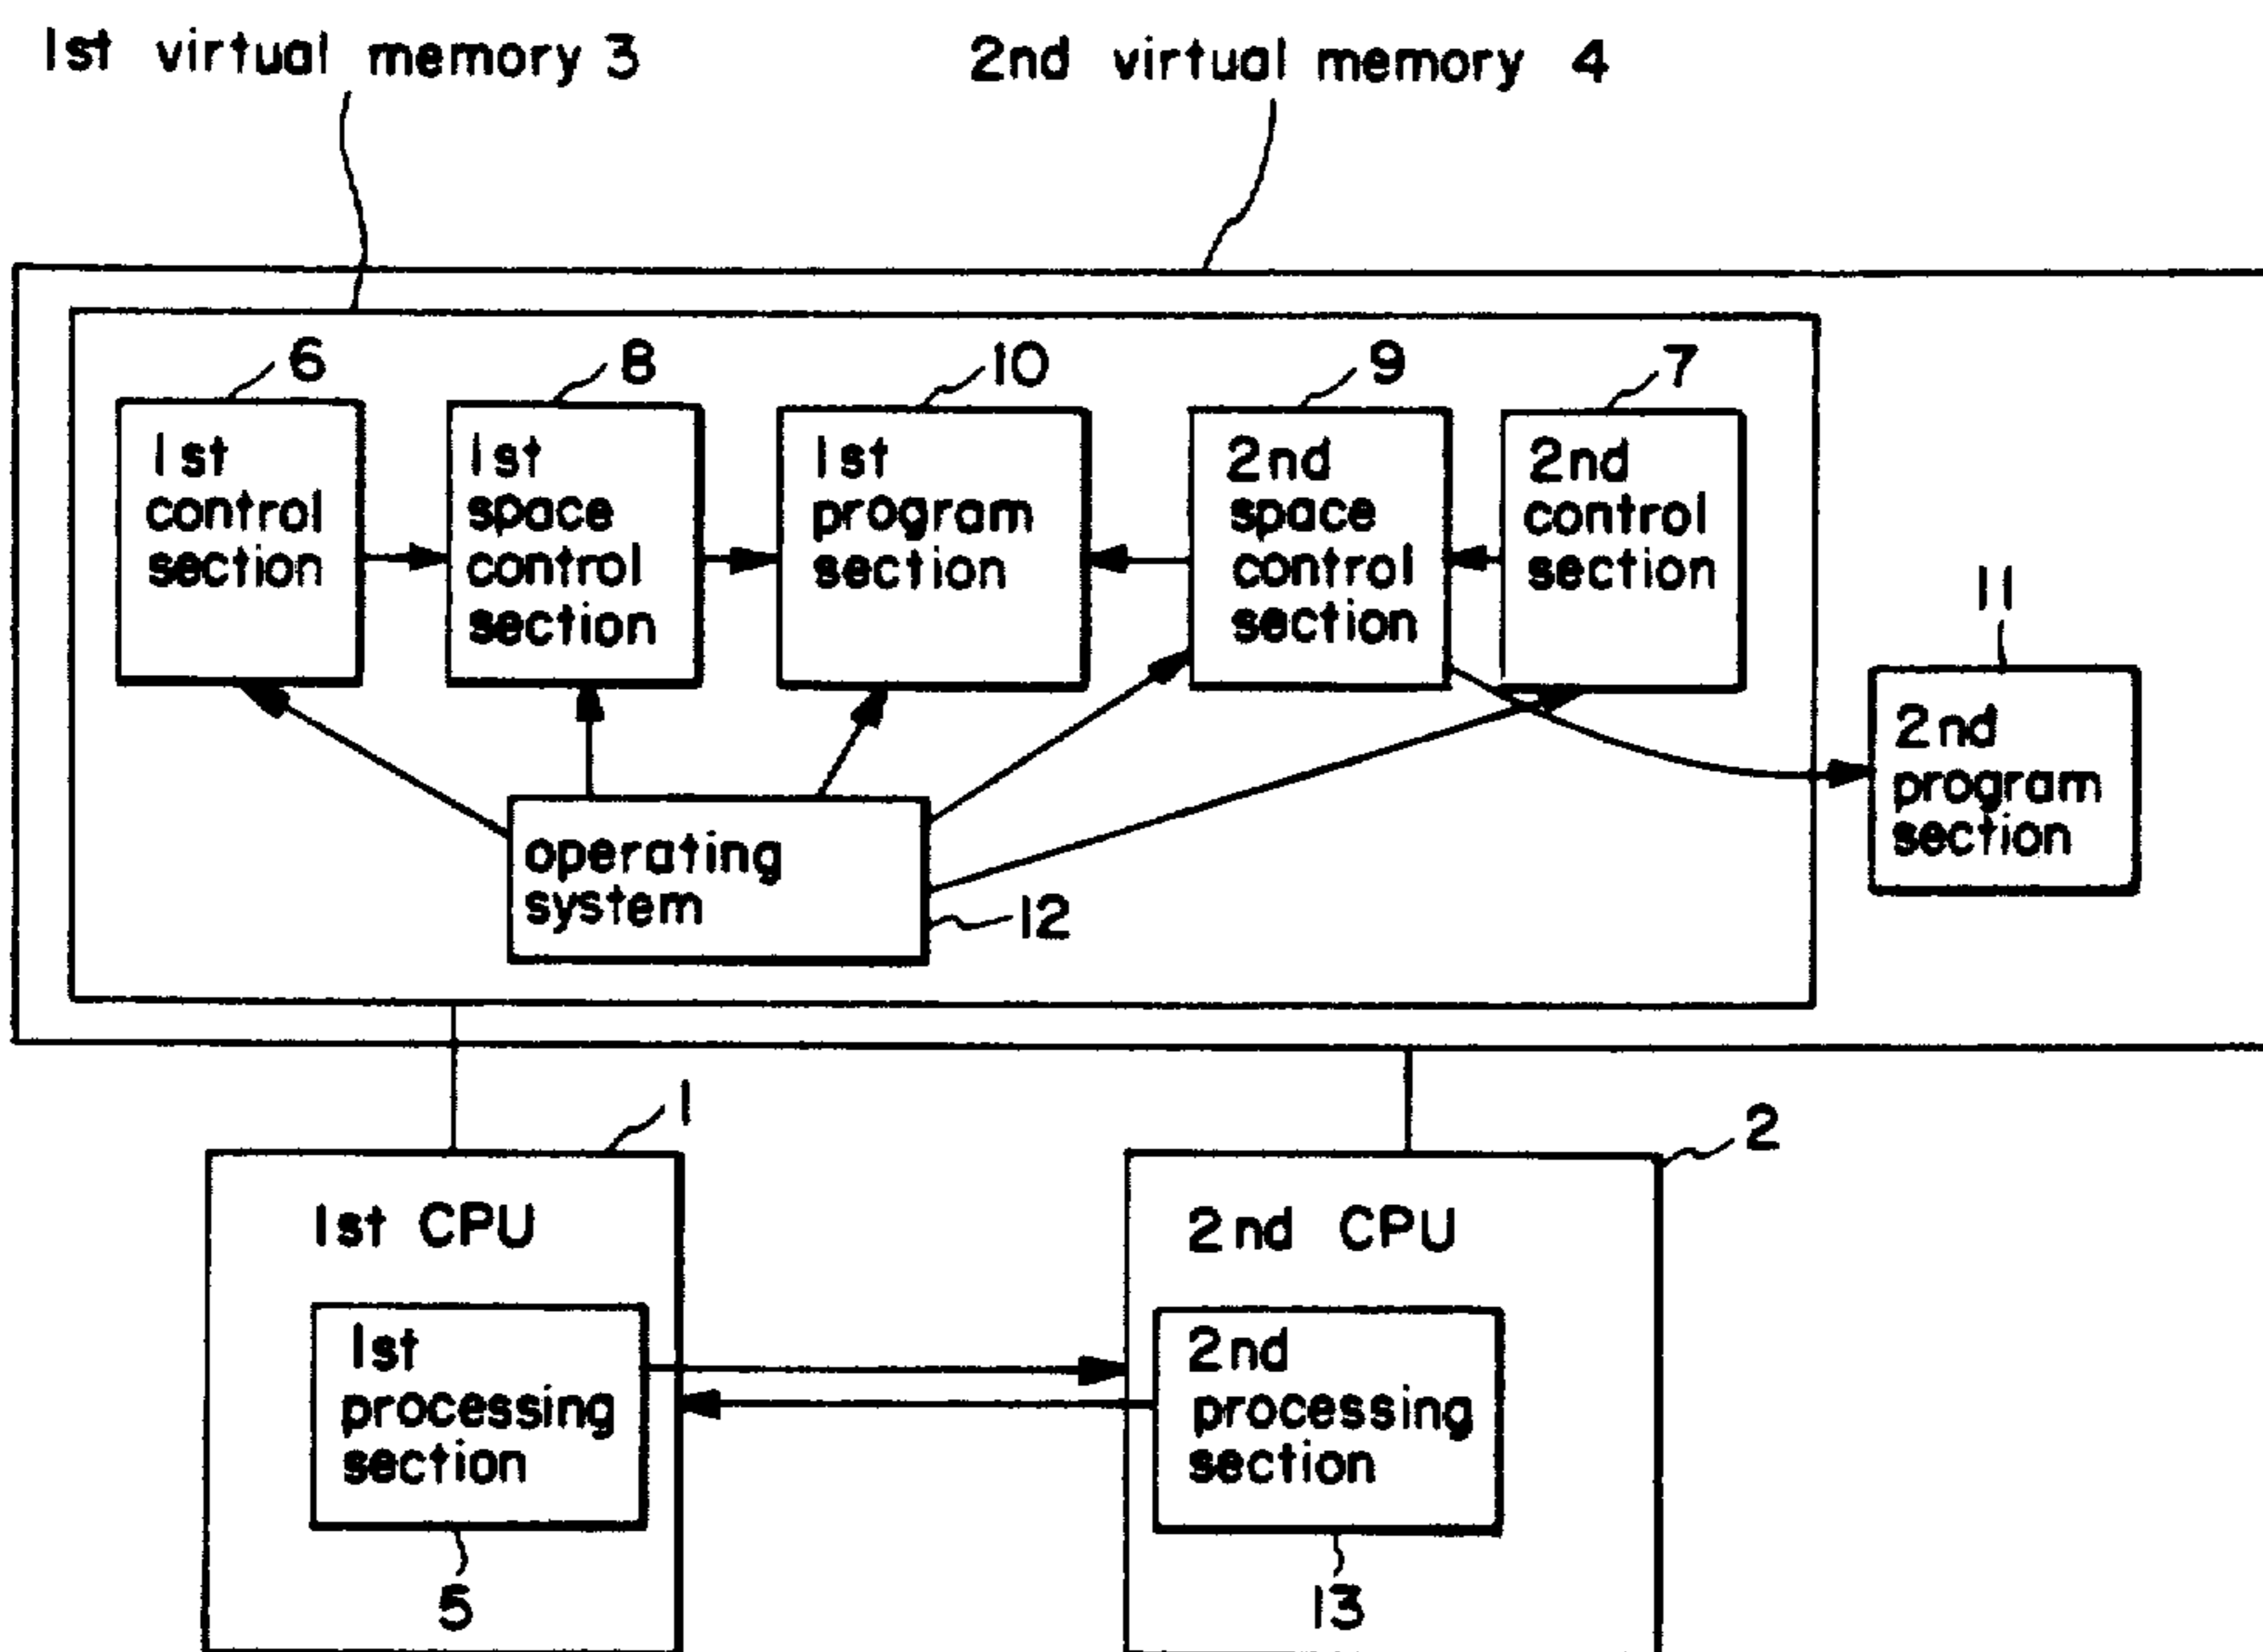 1st virtual memory 3
2nd virtual memory 4
6
8
10
9
7
1st
control
section
1st
space
control
section
1st
program
section
2nd
space
control
section
2nd
control
section
11
2nd
program
section
operating
system
12
1
2
1st CPU
2nd CPU
1st
processing
section
2nd
processing
section
5
13